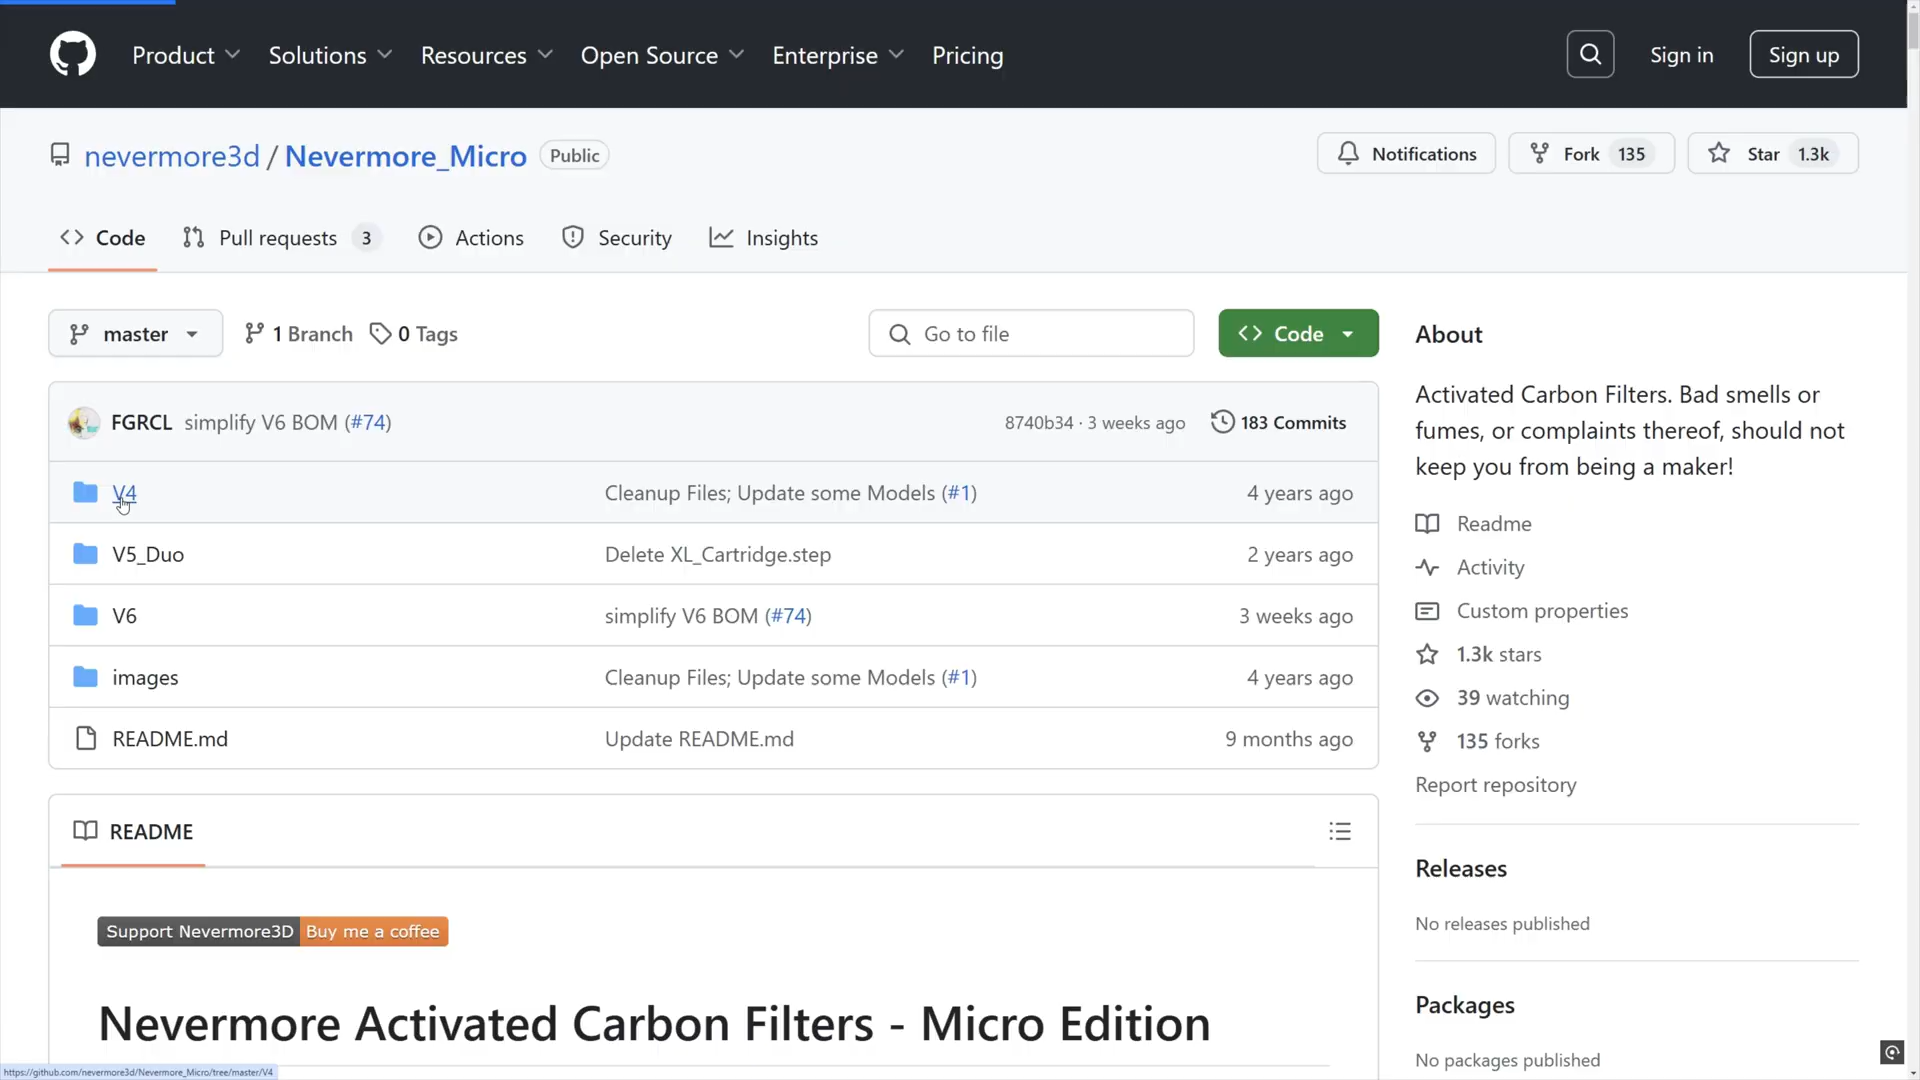 Product Solutions Resources Open Source Enterprise Pricing Sign in Sign up
nevermore3d / Nevermore_Micro Public Notifications Fork 135 Star 1.3k
Code Pull requests 3 Actions Security Insights
master 1 Branch 0 Tags Go to file Code
FGRCL simplify V6 BOM (#74) 8740b34 · 3 weeks ago 183 Commits
V4 Cleanup Files; Update some Models (#1) 4 years ago
V5_Duo Delete XL_Cartridge.step 2 years ago
V6 simplify V6 BOM (#74) 3 weeks ago
images Cleanup Files; Update some Models (#1) 4 years ago
README.md Update README.md 9 months ago
README
Support Nevermore3D Buy me a coffee
Nevermore Activated Carbon Filters - Micro Edition
About
Activated Carbon Filters. Bad smells or
fumes, or complaints thereof, should not
keep you from being a maker!
Readme
Activity
Custom properties
1.3k stars
39 watching
135 forks
Report repository
Releases
No releases published
Packages
No packages published
https://github.com/nevermore3d/Nevermore_Micro/tree/master/V4